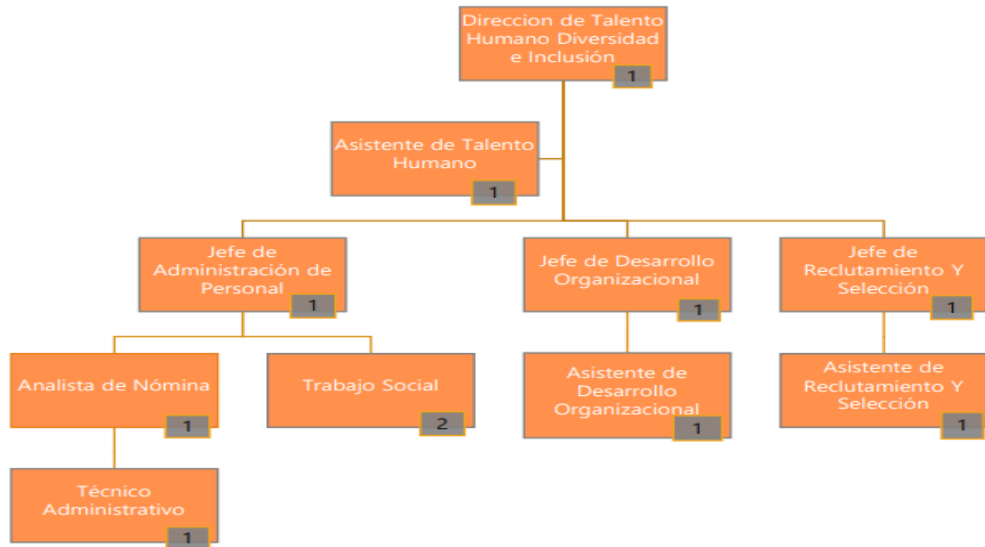 Direccion de Talento
Humano Diversidad
e Inclusión
1
Asistente de Talento
Humano
1
Jefe de
Administración de
Personal
1
Jefe de Desarrollo
Organizacional
1
Jefe de
Reclutamiento Y
Selección
1
Analista de Nómina
1
Trabajo Social
2
Asistente de
Desarrollo
Organizacional
1
Asistente de
Reclutamiento Y
Selección
1
Técnico
Administrativo
1